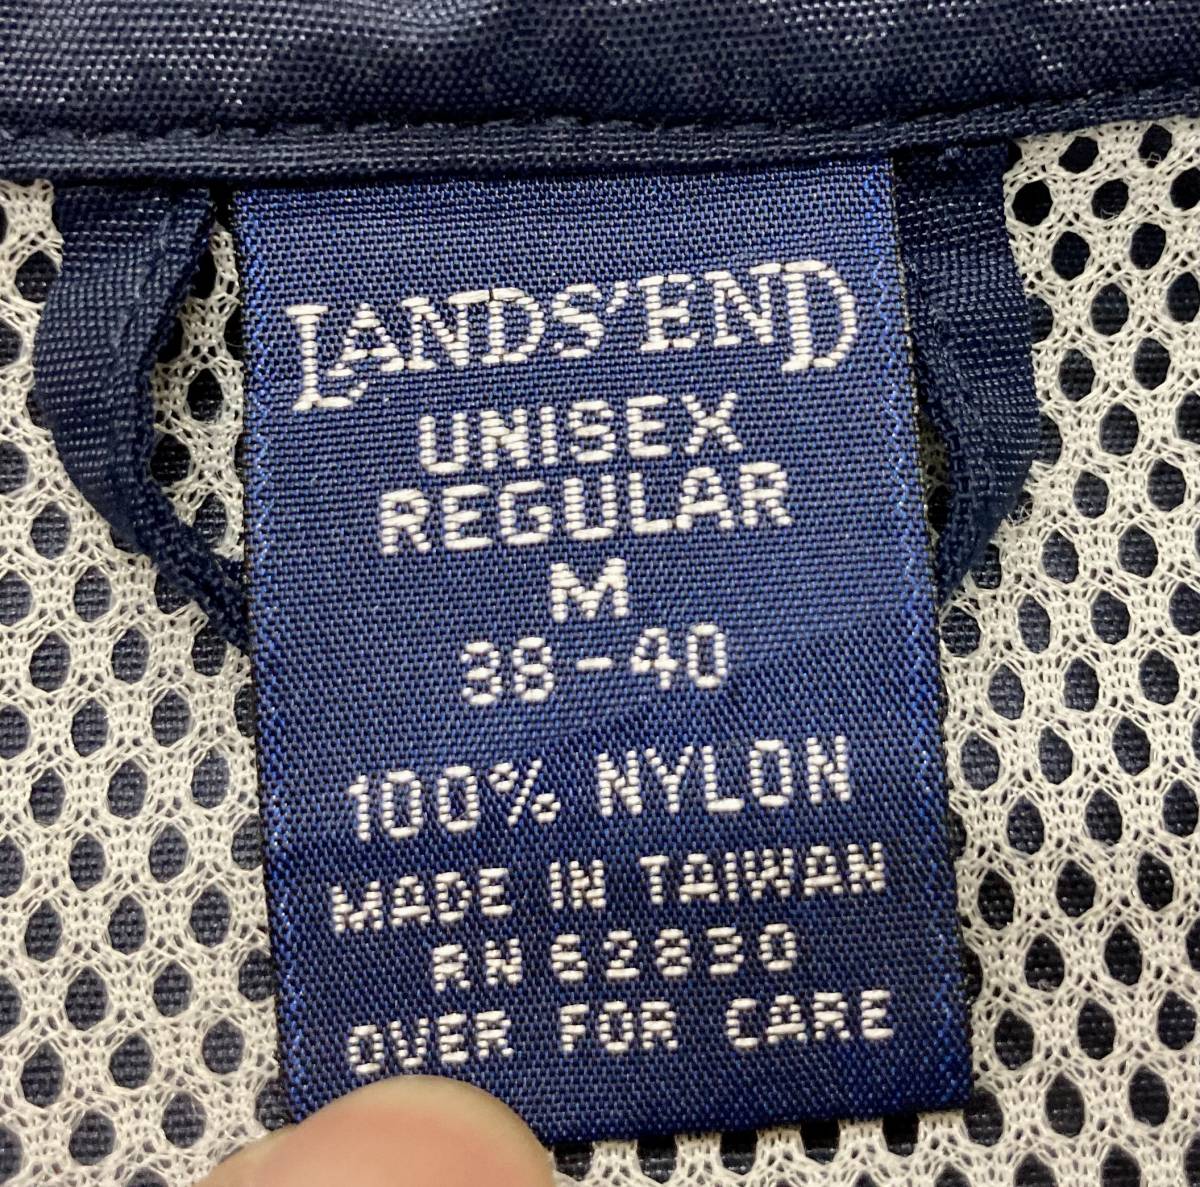 LANDS' END
UNISEX
REGULAR
M
38-40
100% NYLON
MADE IN TAIWAN
RN 62830
OVER FOR CARE